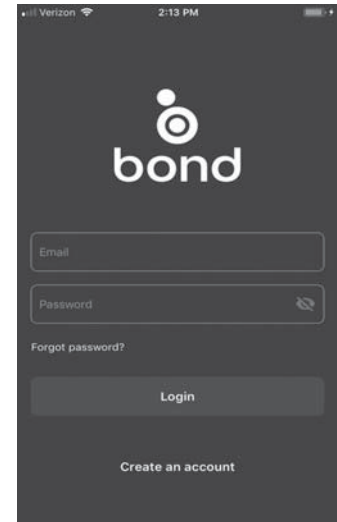 Verizon 2:13 PM
bond
Email
Password
Forgot password?
Login
Create an account